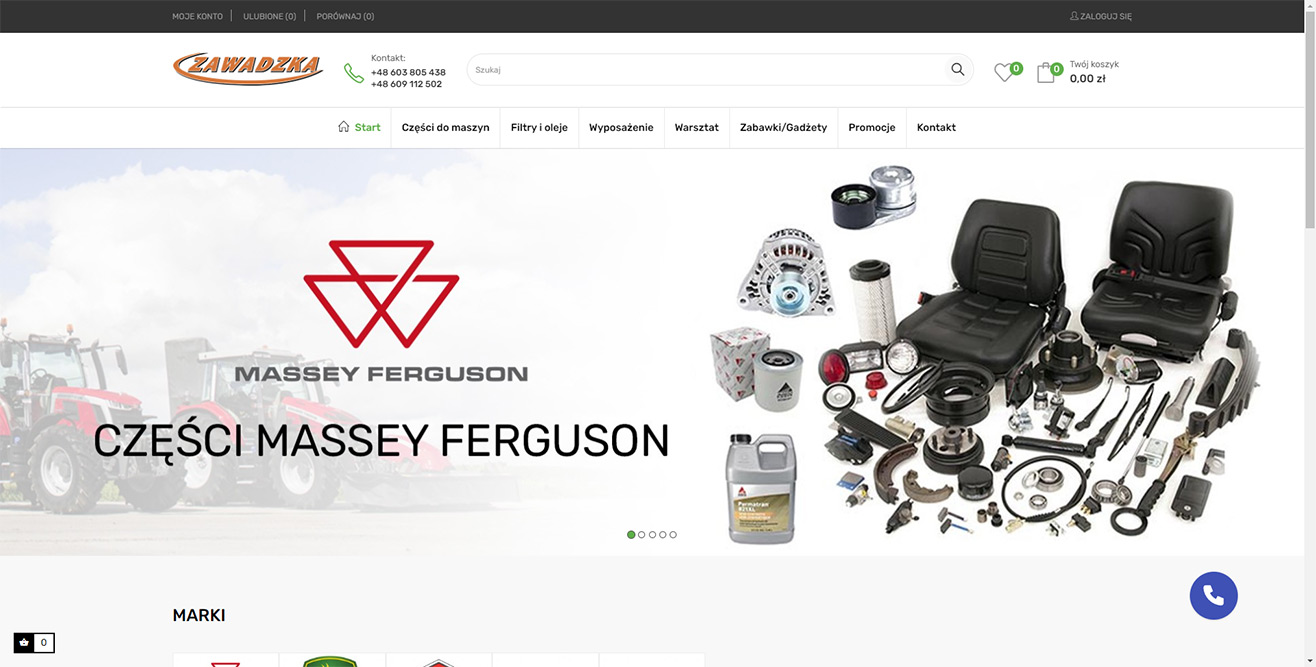 MOJE KONTO
ULUBIONE (0)
PORÓWNAJ (0)
ZALOGUJ SIĘ
ZAWADZKA
Kontakt:
+48 603 805 438
+48 609 112 502
Szukaj
0
0
Twój koszyk
0,00 zł
Start
Części do maszyn
Filtry i oleje
Wyposażenie
Warsztat
Zabawki/Gadżety
Promocje
Kontakt
MASSEY FERGUSON
CZĘŚCI MASSEY FERGUSON
MARKI
0